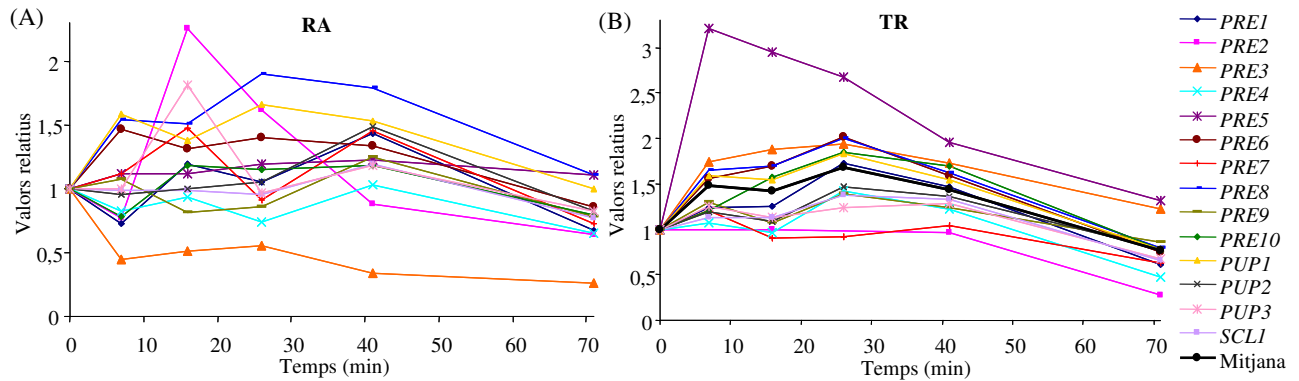 (A)
RA
Valors relatius
2
1,5
1
0,5
0
0 10 20 30 40 50 60 70
Temps (min)
(B)
TR
Valors relatius
3
2,5
2
1,5
1
0,5
0
0 10 20 30 40 50 60 70
Temps (min)
PRE1
PRE2
PRE3
PRE4
PRE5
PRE6
PRE7
PRE8
PRE9
PRE10
PUP1
PUP2
PUP3
SCL1
Mitjana